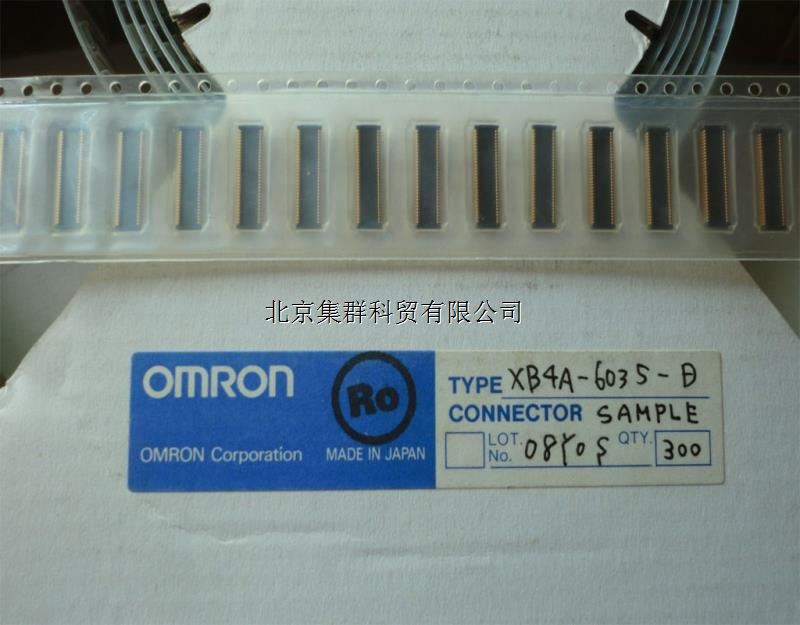 北京集群科贸有限公司
OMRON
Ro
OMRON Corporation
MADE IN JAPAN
TYPE XB4A-6035-D
CONNECTOR SAMPLE
LOT. No. 08Y0S QTY. 300